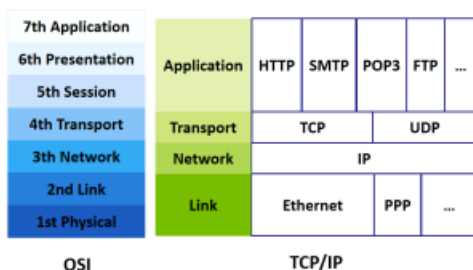 7th Application
6th Presentation
5th Session
4th Transport
3th Network
2nd Link
1st Physical
OSI
Application HTTP SMTP POP3 FTP ...
Transport TCP UDP
Network IP
Link Ethernet PPP ...
TCP/IP